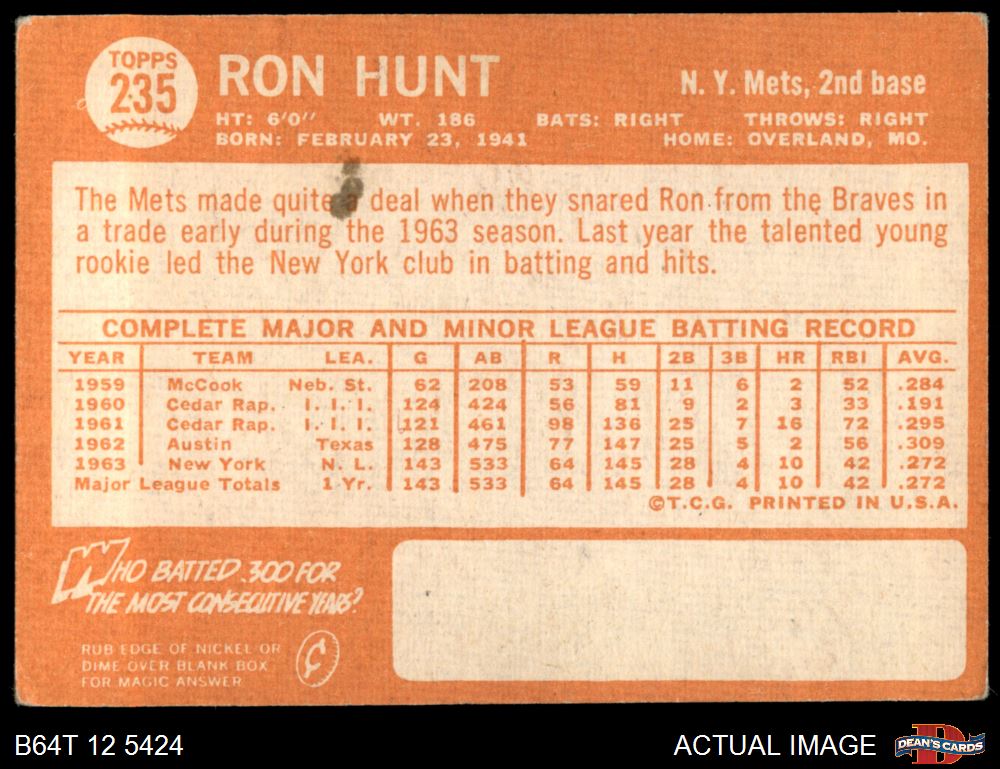 TOPPS
235
RON HUNT
N. Y. Mets, 2nd base
HT: 6'0" WT. 186 BATS: RIGHT THROWS: RIGHT
BORN: FEBRUARY 23, 1941 HOME: OVERLAND, MO.
The Mets made quite a deal when they snared Ron from the Braves in
a trade early during the 1963 season. Last year the talented young
rookie led the New York club in batting and hits.
COMPLETE MAJOR AND MINOR LEAGUE BATTING RECORD
YEAR TEAM LEA. G AB R H 2B 3B HR RBI AVG.
1959 McCook Neb. St. 62 208 53 59 11 6 2 52 .284
1960 Cedar Rap. I. I. I. 124 424 56 81 9 2 3 33 .191
1961 Cedar Rap. I. I. I. 121 461 98 136 25 7 16 72 .295
1962 Austin Texas 128 475 77 147 25 5 2 56 .309
1963 New York N. L. 143 533 64 145 28 4 10 42 .272
Major League Totals 1 Yr. 143 533 64 145 28 4 10 42 .272
©T.C.G. PRINTED IN U.S.A.
WHO BATTED .300 FOR
THE MOST CONSECUTIVE YEARS?
RUB EDGE OF NICKEL OR
DIME OVER BLANK BOX
FOR MAGIC ANSWER
¢
B64T 12 5424
ACTUAL IMAGE
D
DEAN'S CARDS